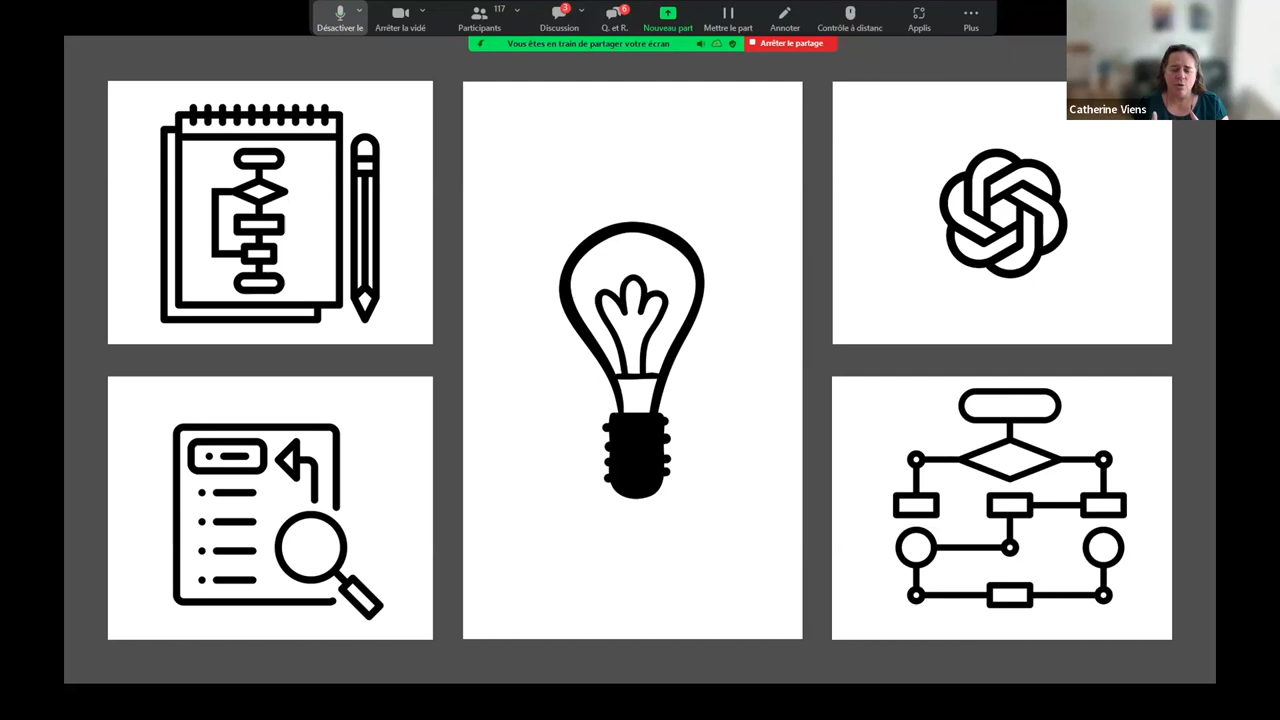 117
3
6
Désactiver le
Arrêter la vidé
Participants
Discussion
Q. et R.
Nouveau part
Mettre le part
Annoter
Contrôle à distanc
Applis
Plus
Vous êtes en train de partager votre écran
Arrêter le partage
Catherine Viens